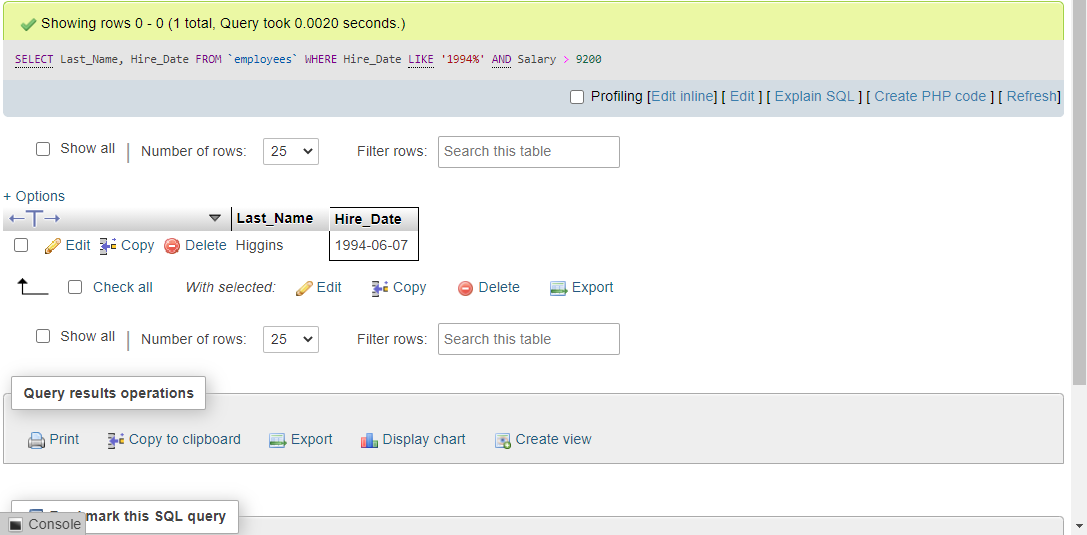 Showing rows 0 - 0 (1 total, Query took 0.0020 seconds.)
SELECT Last_Name, Hire_Date FROM `employees` WHERE Hire_Date LIKE '1994%' AND Salary > 9200
Profiling [Edit inline] [ Edit ] [ Explain SQL ] [ Create PHP code ] [ Refresh]
Show all | Number of rows: 25 Filter rows: Search this table
+ Options
←T→ Last_Name Hire_Date
Edit Copy Delete Higgins 1994-06-07
Check all With selected: Edit Copy Delete Export
Show all | Number of rows: 25 Filter rows: Search this table
Query results operations
Print Copy to clipboard Export Display chart Create view
mark this SQL query
Console